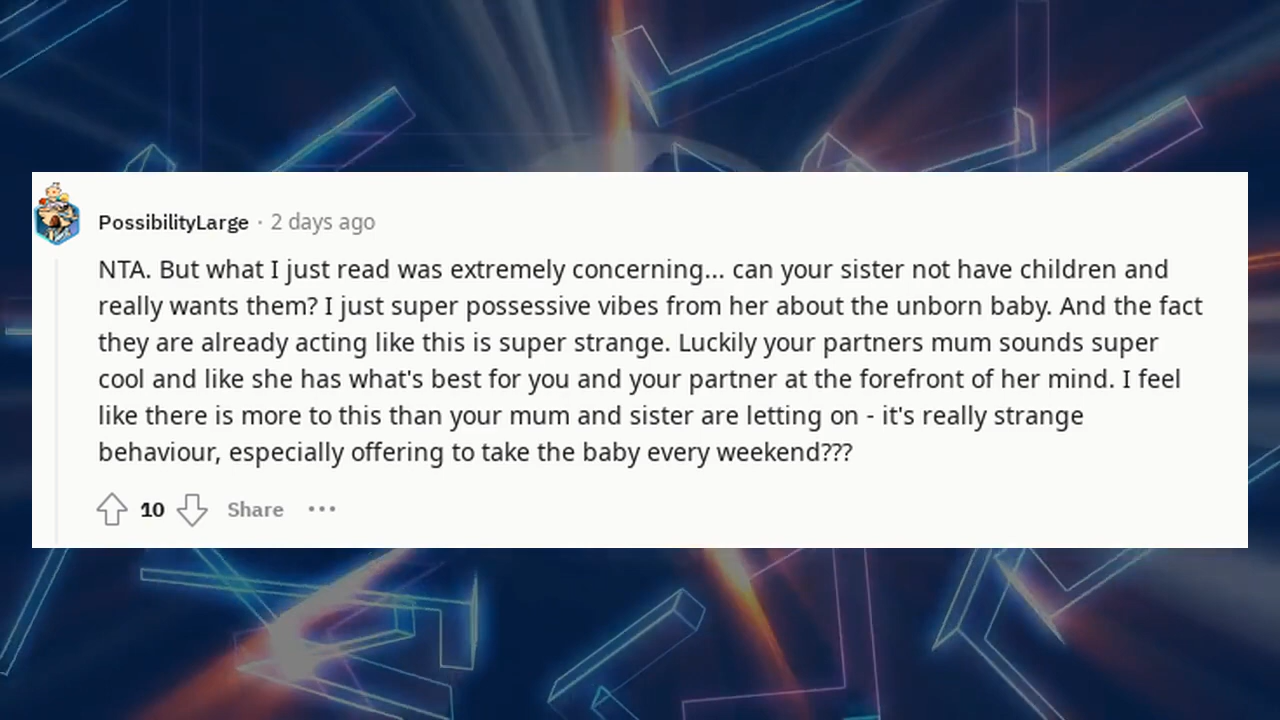 PossibilityLarge · 2 days ago
NTA. But what I just read was extremely concerning... can your sister not have children and
really wants them? I just super possessive vibes from her about the unborn baby. And the fact
they are already acting like this is super strange. Luckily your partners mum sounds super
cool and like she has what's best for you and your partner at the forefront of her mind. I feel
like there is more to this than your mum and sister are letting on - it's really strange
behaviour, especially offering to take the baby every weekend???
10 Share •••